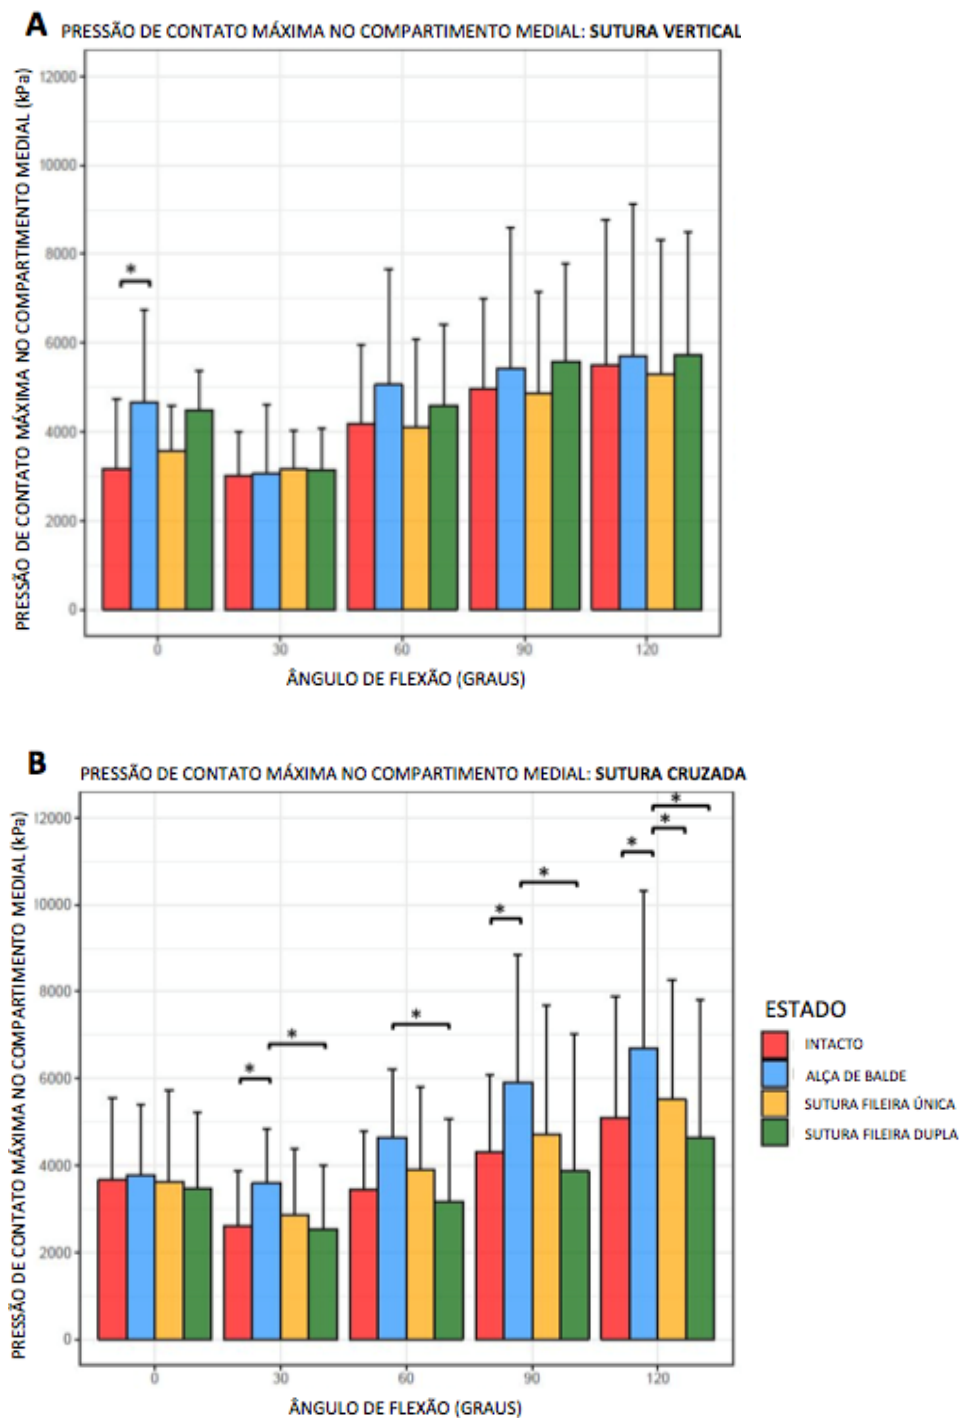 A PRESSÃO DE CONTATO MÁXIMA NO COMPARTIMENTO MEDIAL: SUTURA VERTICAL
PRESSÃO DE CONTATO MÁXIMA NO COMPARTIMENTO MEDIAL (kPa)
12000
10000
8000
6000
4000
2000
0
*
0 30 60 90 120
ÂNGULO DE FLEXÃO (GRAUS)
B PRESSÃO DE CONTATO MÁXIMA NO COMPARTIMENTO MEDIAL: SUTURA CRUZADA
PRESSÃO DE CONTATO MÁXIMA NO COMPARTIMENTO MEDIAL (kPa)
12000
10000
8000
6000
4000
2000
0
* * * * * * * *
0 30 60 90 120
ÂNGULO DE FLEXÃO (GRAUS)
ESTADO
INTACTO
ALÇA DE BALDE
SUTURA FILEIRA ÚNICA
SUTURA FILEIRA DUPLA